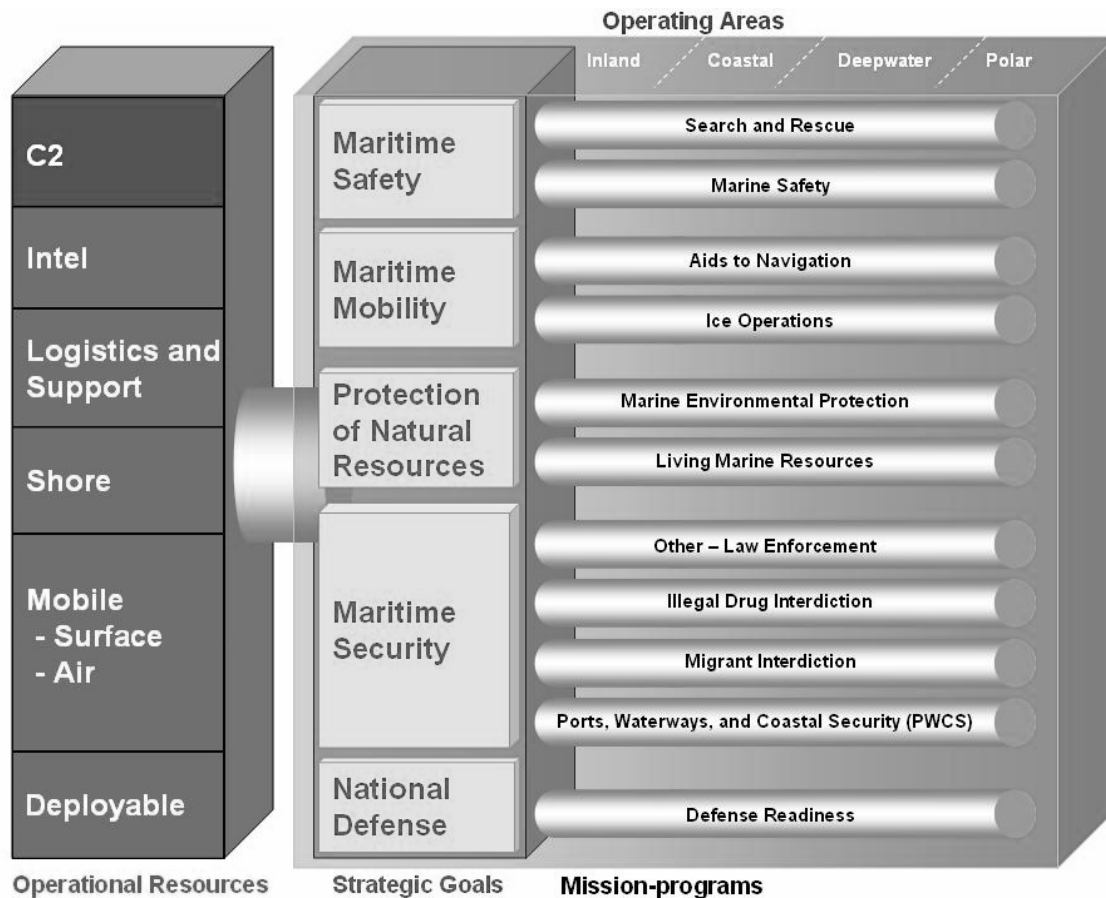 Operating Areas
Inland Coastal Deepwater Polar
C2
Intel
Logistics and
Support
Shore
Mobile
- Surface
- Air
Deployable
Operational Resources
Maritime
Safety
Maritime
Mobility
Protection
of Natural
Resources
Maritime
Security
National
Defense
Strategic Goals
Search and Rescue
Marine Safety
Aids to Navigation
Ice Operations
Marine Environmental Protection
Living Marine Resources
Other – Law Enforcement
Illegal Drug Interdiction
Migrant Interdiction
Ports, Waterways, and Coastal Security (PWCS)
Defense Readiness
Mission-programs